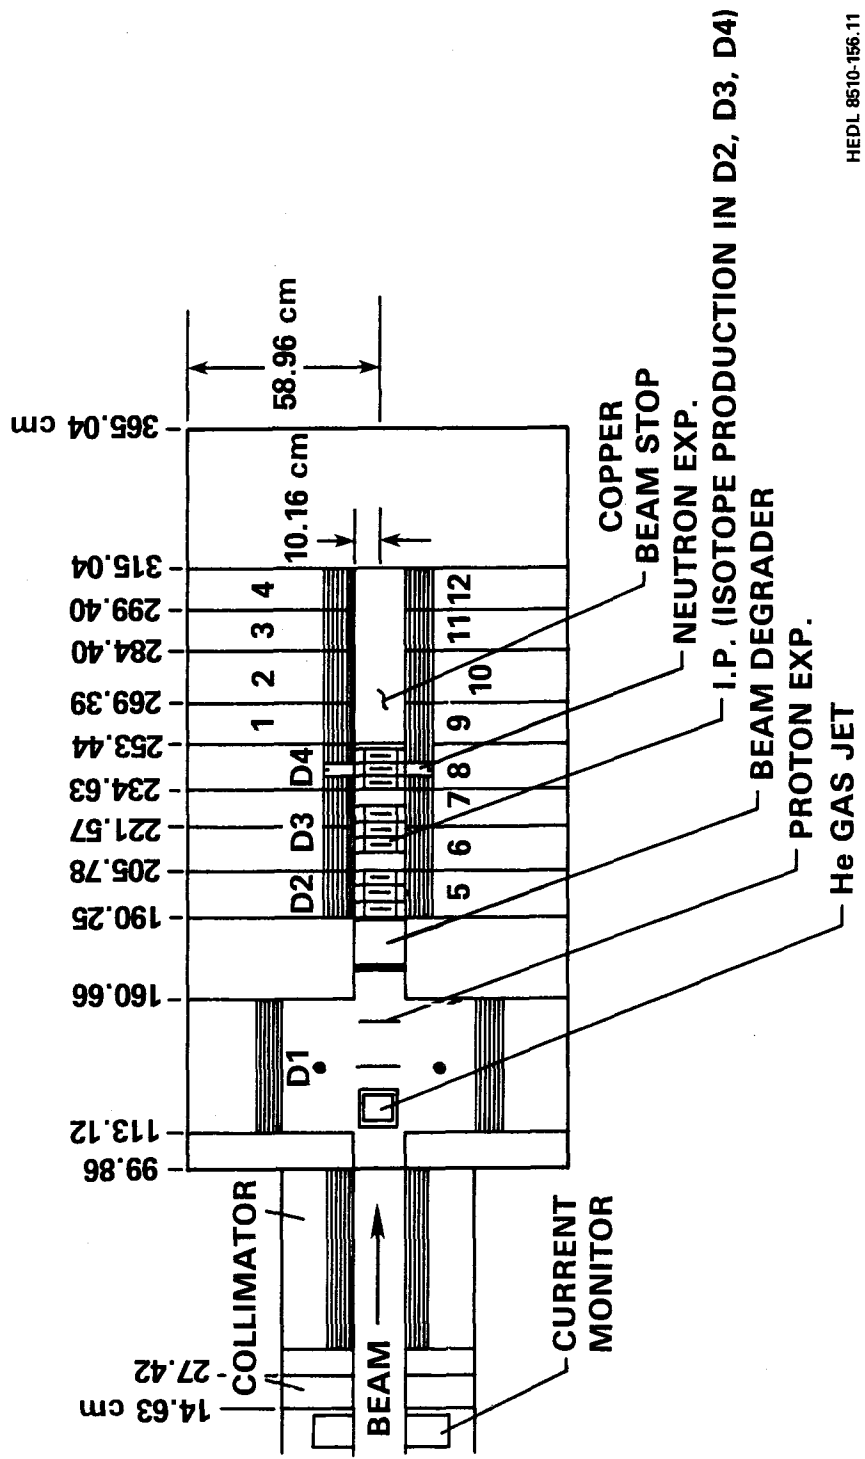 14.63 cm
27.42
99.86
113.12
160.66
190.25
205.78
221.57
234.63
253.44
269.39
284.40
299.40
315.04
365.04 cm
COLLIMATOR
D1
D2
D3
D4
1
2
3
4
10.16 cm
58.96 cm
BEAM
5
6
7
8
9
10
11
12
CURRENT
MONITOR
COPPER
BEAM STOP
NEUTRON EXP.
I.P. (ISOTOPE PRODUCTION IN D2, D3, D4)
BEAM DEGRADER
PROTON EXP.
He GAS JET
HEDL 8510-156.11